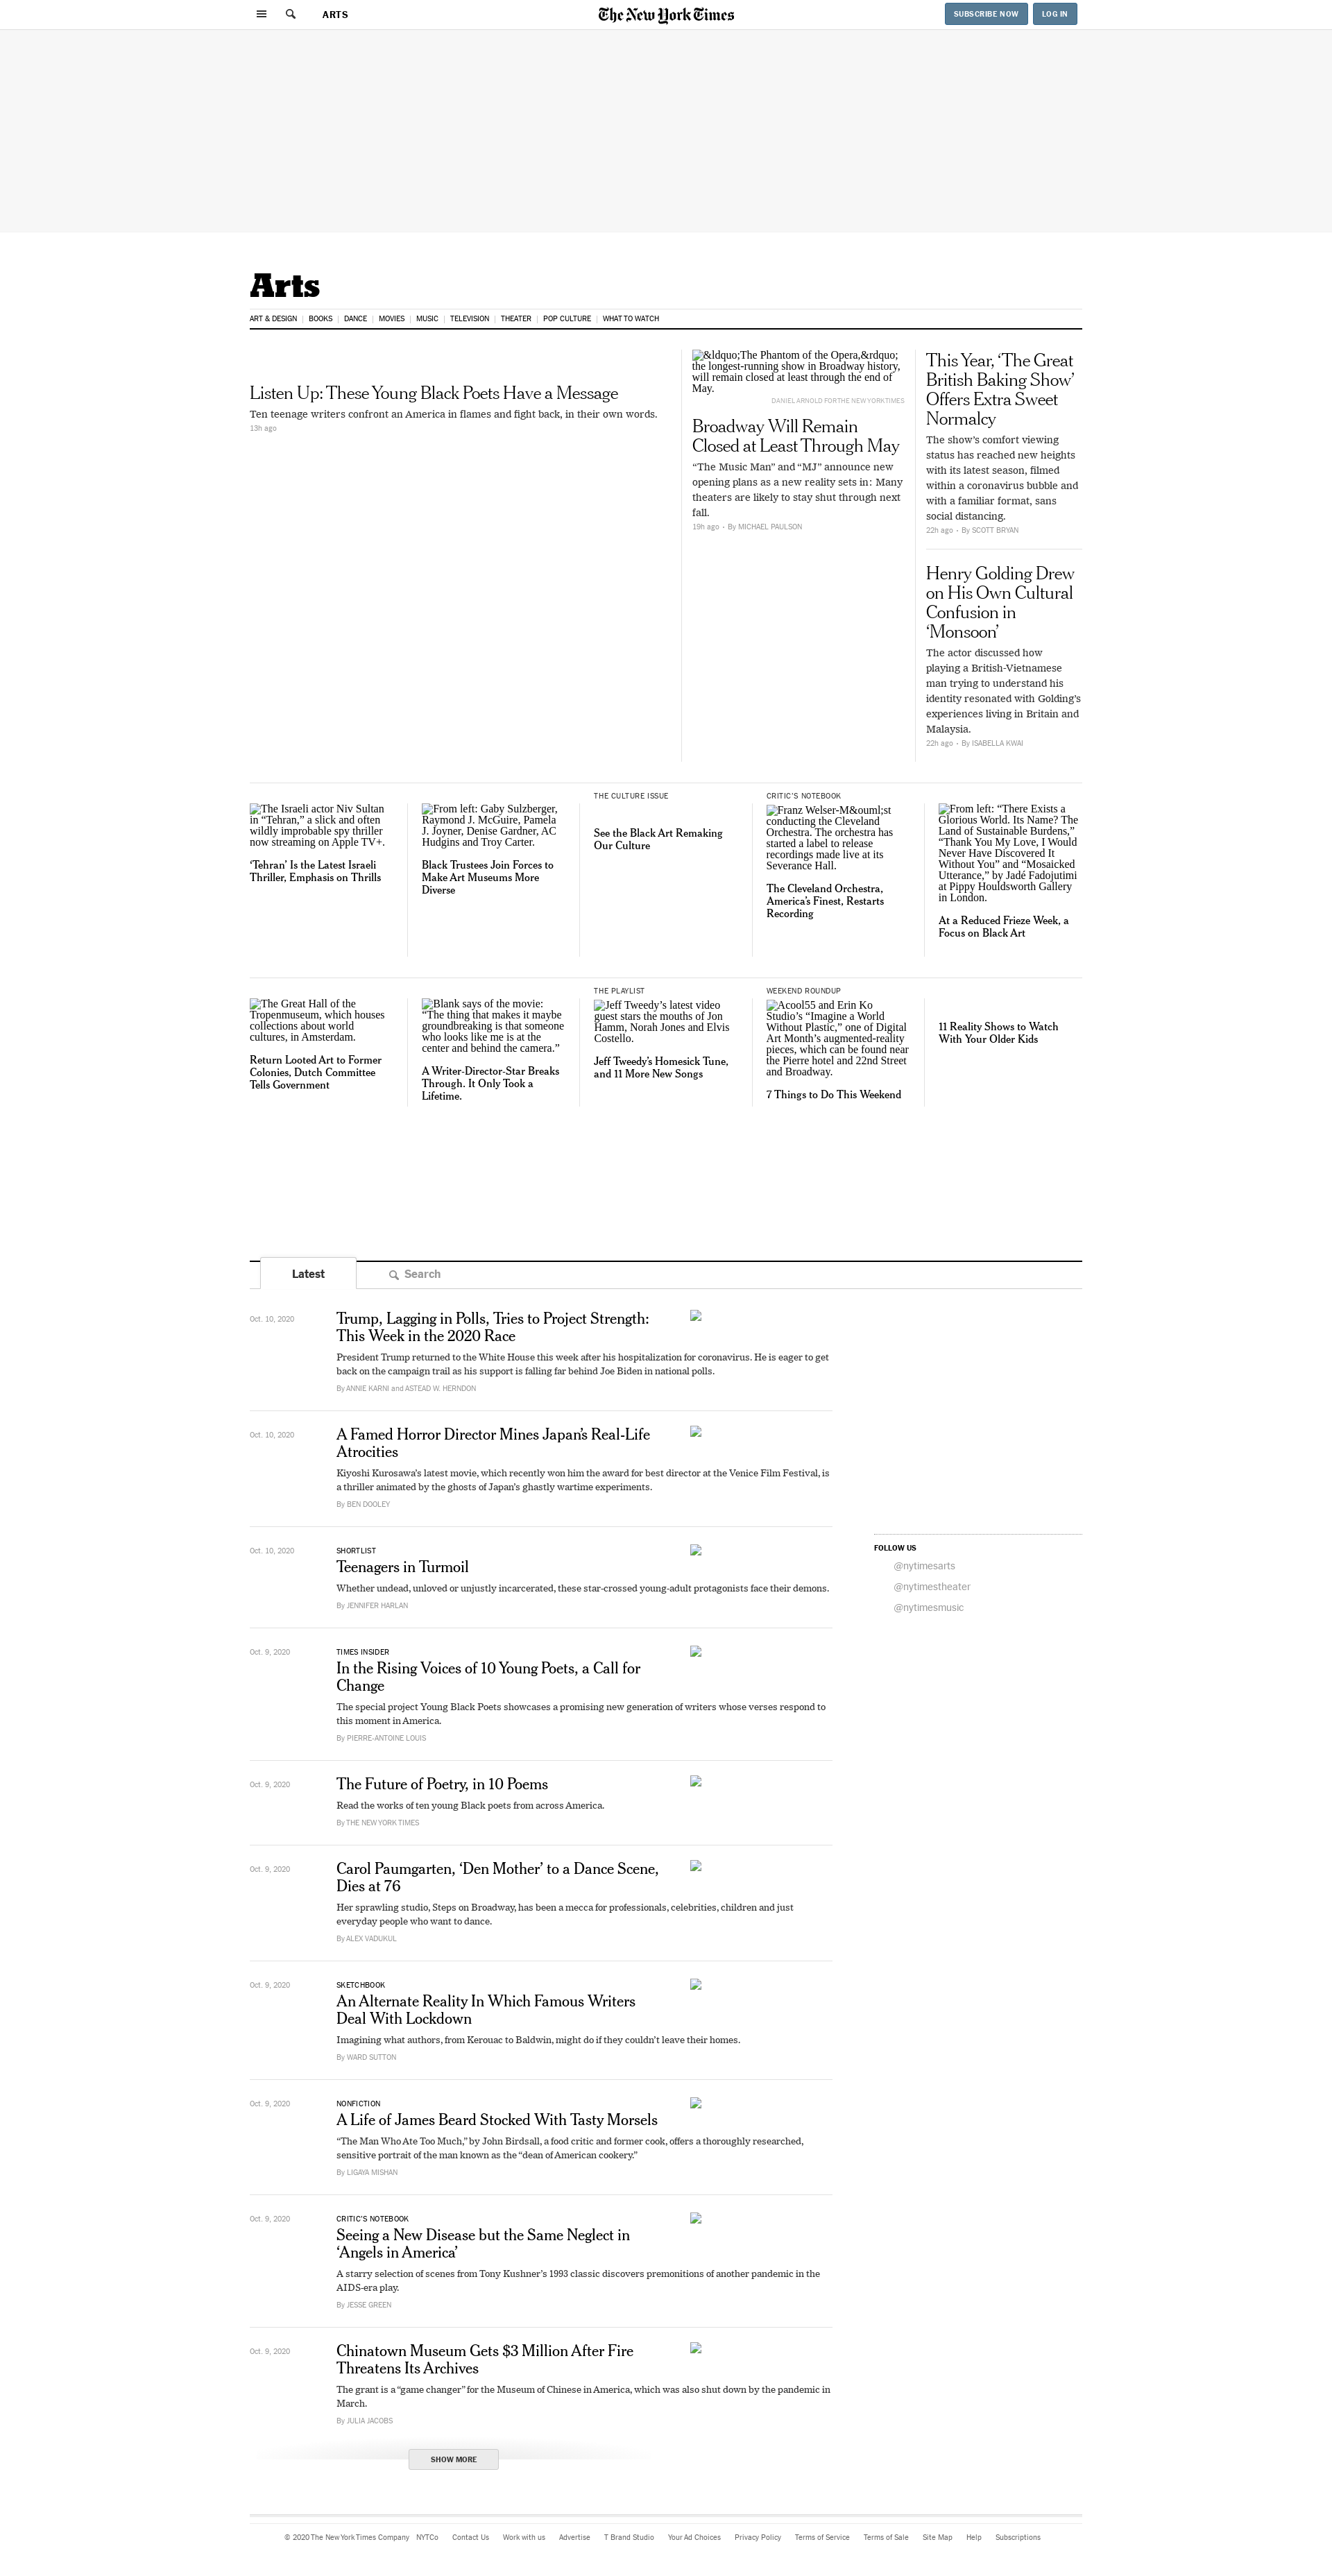 ARTS
The New York Times
SUBSCRIBE NOW
LOG IN
Arts
ART & DESIGN
BOOKS
DANCE
MOVIES
MUSIC
TELEVISION
THEATER
POP CULTURE
WHAT TO WATCH
Listen Up: These Young Black Poets Have a Message
Ten teenage writers confront an America in flames and fight back, in their own words.
13h ago
&ldquo;The Phantom of the Opera,&rdquo;
the longest-running show in Broadway history,
will remain closed at least through the end of
May.
DANIEL ARNOLD FOR THE NEW YORK TIMES
Broadway Will Remain
Closed at Least Through May
“The Music Man” and “MJ” announce new
opening plans as a new reality sets in: Many
theaters are likely to stay shut through next
fall.
19h ago • By MICHAEL PAULSON
This Year, ‘The Great
British Baking Show’
Offers Extra Sweet
Normalcy
The show’s comfort viewing
status has reached new heights
with its latest season, filmed
within a coronavirus bubble and
with a familiar format, sans
social distancing.
22h ago • By SCOTT BRYAN
Henry Golding Drew
on His Own Cultural
Confusion in
‘Monsoon’
The actor discussed how
playing a British-Vietnamese
man trying to understand his
identity resonated with Golding’s
experiences living in Britain and
Malaysia.
22h ago • By ISABELLA KWAI
The Israeli actor Niv Sultan
in “Tehran,” a slick and often
wildly improbable spy thriller
now streaming on Apple TV+.
‘Tehran’ Is the Latest Israeli
Thriller, Emphasis on Thrills
From left: Gaby Sulzberger,
Raymond J. McGuire, Pamela
J. Joyner, Denise Gardner, AC
Hudgins and Troy Carter.
Black Trustees Join Forces to
Make Art Museums More
Diverse
THE CULTURE ISSUE
See the Black Art Remaking
Our Culture
CRITIC’S NOTEBOOK
Franz Welser-M&ouml;st
conducting the Cleveland
Orchestra. The orchestra has
started a label to release
recordings made live at its
Severance Hall.
The Cleveland Orchestra,
America’s Finest, Restarts
Recording
From left: “There Exists a
Glorious World. Its Name? The
Land of Sustainable Burdens,”
“Thank You My Love, I Would
Never Have Discovered It
Without You” and “Mosaicked
Utterance,” by Jadé Fadojutimi
at Pippy Houldsworth Gallery
in London.
At a Reduced Frieze Week, a
Focus on Black Art
The Great Hall of the
Tropenmuseum, which houses
collections about world
cultures, in Amsterdam.
Return Looted Art to Former
Colonies, Dutch Committee
Tells Government
Blank says of the movie:
“The thing that makes it maybe
groundbreaking is that someone
who looks like me is at the
center and behind the camera.”
A Writer-Director-Star Breaks
Through. It Only Took a
Lifetime.
THE PLAYLIST
Jeff Tweedy’s latest video
guest stars the mouths of Jon
Hamm, Norah Jones and Elvis
Costello.
Jeff Tweedy’s Homesick Tune,
and 11 More New Songs
WEEKEND ROUNDUP
Acool55 and Erin Ko
Studio’s “Imagine a World
Without Plastic,” one of Digital
Art Month’s augmented-reality
pieces, which can be found near
the Pierre hotel and 22nd Street
and Broadway.
7 Things to Do This Weekend
11 Reality Shows to Watch
With Your Older Kids
Latest
Search
Oct. 10, 2020
Trump, Lagging in Polls, Tries to Project Strength:
This Week in the 2020 Race
President Trump returned to the White House this week after his hospitalization for coronavirus. He is eager to get
back on the campaign trail as his support is falling far behind Joe Biden in national polls.
By ANNIE KARNI and ASTEAD W. HERNDON
Oct. 10, 2020
A Famed Horror Director Mines Japan’s Real-Life
Atrocities
Kiyoshi Kurosawa’s latest movie, which recently won him the award for best director at the Venice Film Festival, is
a thriller animated by the ghosts of Japan’s ghastly wartime experiments.
By BEN DOOLEY
Oct. 10, 2020
SHORTLIST
Teenagers in Turmoil
Whether undead, unloved or unjustly incarcerated, these star-crossed young-adult protagonists face their demons.
By JENNIFER HARLAN
Oct. 9, 2020
TIMES INSIDER
In the Rising Voices of 10 Young Poets, a Call for
Change
The special project Young Black Poets showcases a promising new generation of writers whose verses respond to
this moment in America.
By PIERRE-ANTOINE LOUIS
Oct. 9, 2020
The Future of Poetry, in 10 Poems
Read the works of ten young Black poets from across America.
By THE NEW YORK TIMES
Oct. 9, 2020
Carol Paumgarten, ‘Den Mother’ to a Dance Scene,
Dies at 76
Her sprawling studio, Steps on Broadway, has been a mecca for professionals, celebrities, children and just
everyday people who want to dance.
By ALEX VADUKUL
Oct. 9, 2020
SKETCHBOOK
An Alternate Reality In Which Famous Writers
Deal With Lockdown
Imagining what authors, from Kerouac to Baldwin, might do if they couldn’t leave their homes.
By WARD SUTTON
Oct. 9, 2020
NONFICTION
A Life of James Beard Stocked With Tasty Morsels
“The Man Who Ate Too Much,” by John Birdsall, a food critic and former cook, offers a thoroughly researched,
sensitive portrait of the man known as the “dean of American cookery.”
By LIGAYA MISHAN
Oct. 9, 2020
CRITIC’S NOTEBOOK
Seeing a New Disease but the Same Neglect in
‘Angels in America’
A starry selection of scenes from Tony Kushner’s 1993 classic discovers premonitions of another pandemic in the
AIDS-era play.
By JESSE GREEN
Oct. 9, 2020
Chinatown Museum Gets $3 Million After Fire
Threatens Its Archives
The grant is a “game changer” for the Museum of Chinese in America, which was also shut down by the pandemic in
March.
By JULIA JACOBS
SHOW MORE
FOLLOW US
@nytimesarts
@nytimestheater
@nytimesmusic
© 2020 The New York Times Company NYTCo Contact Us Work with us Advertise T Brand Studio Your Ad Choices Privacy Policy Terms of Service Terms of Sale Site Map Help Subscriptions